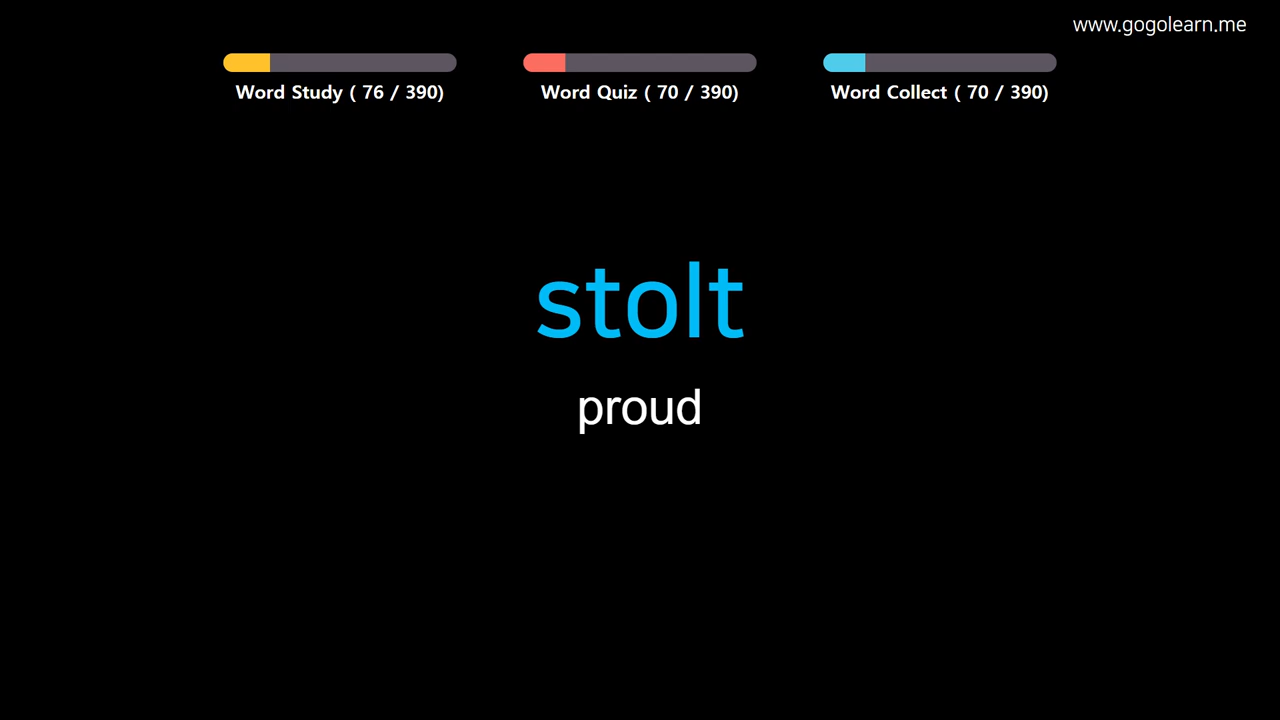 www.gogolearn.me
Word Study ( 76 / 390)
Word Quiz ( 70 / 390)
Word Collect ( 70 / 390)
stolt
proud